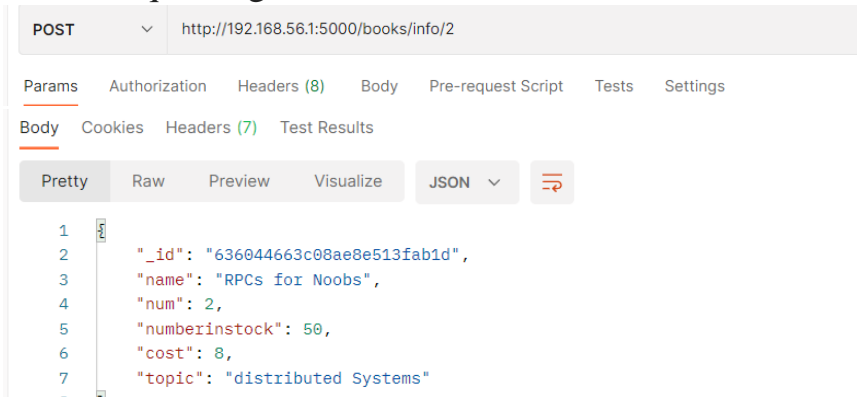 POST http://192.168.56.1:5000/books/info/2
Params Authorization Headers (8) Body Pre-request Script Tests Settings
Body Cookies Headers (7) Test Results
Pretty Raw Preview Visualize JSON
1 {
2 "_id": "636044663c08ae8e513fab1d",
3 "name": "RPCs for Noobs",
4 "num": 2,
5 "numberinstock": 50,
6 "cost": 8,
7 "topic": "distributed Systems"